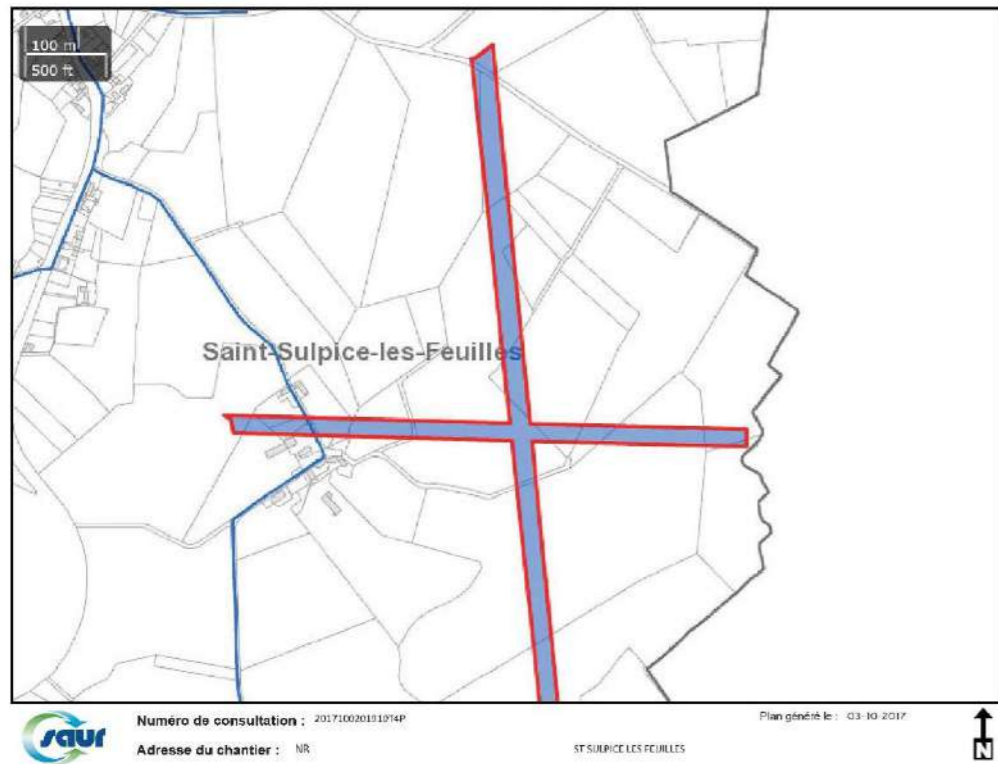 100 m
500 ft
Saint-Sulpice-les-Feuilles
saur
Numéro de consultation : 2017100201919T4P
Plan généré le : 03-10-2017
Adresse du chantier : NR
ST SULPICE LES FEUILLES
N